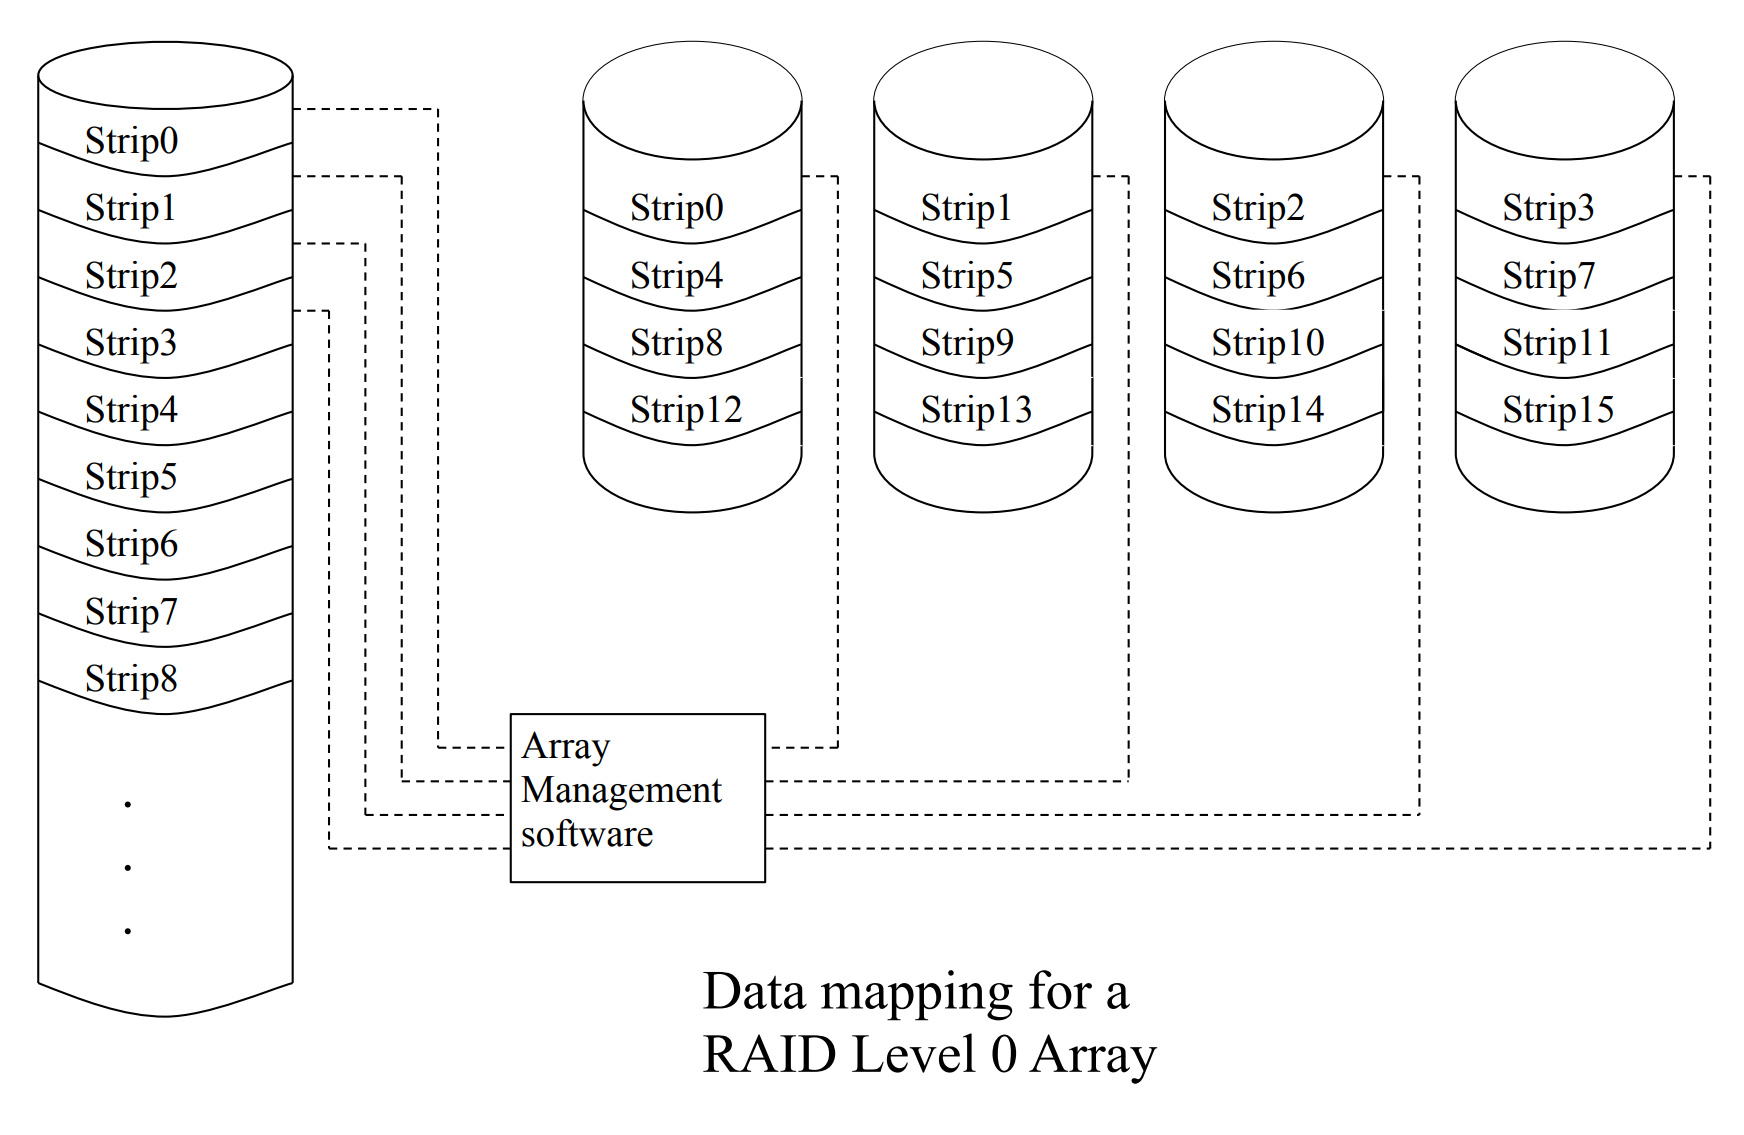 Strip0
Strip1
Strip2
Strip3
Strip4
Strip5
Strip6
Strip7
Strip8
.
.
.
Strip0
Strip4
Strip8
Strip12
Strip1
Strip5
Strip9
Strip13
Strip2
Strip6
Strip10
Strip14
Strip3
Strip7
Strip11
Strip15
Array
Management
software
Data mapping for a
RAID Level 0 Array